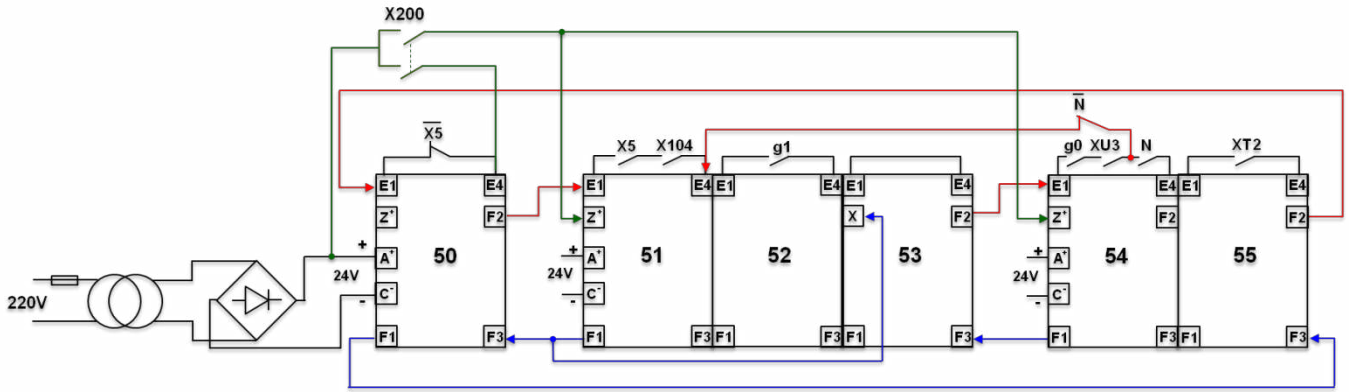 X200
N̅
X̅5̅
X5 X104 g1 g0 XU3 N XT2
E1 E4 E1 E4 E1 E4 E1 E4 E1 E4 E1 E4
Z⁺ F2 Z⁺ X F2 Z⁺ F2 F2
+ + +
A⁺ 50 A⁺ 51 52 53 A⁺ 54 55
24V 24V 24V
C⁻ C⁻ C⁻
- - -
220V
F1 F3 F1 F3 F1 F3 F1 F3 F1 F3 F1 F3